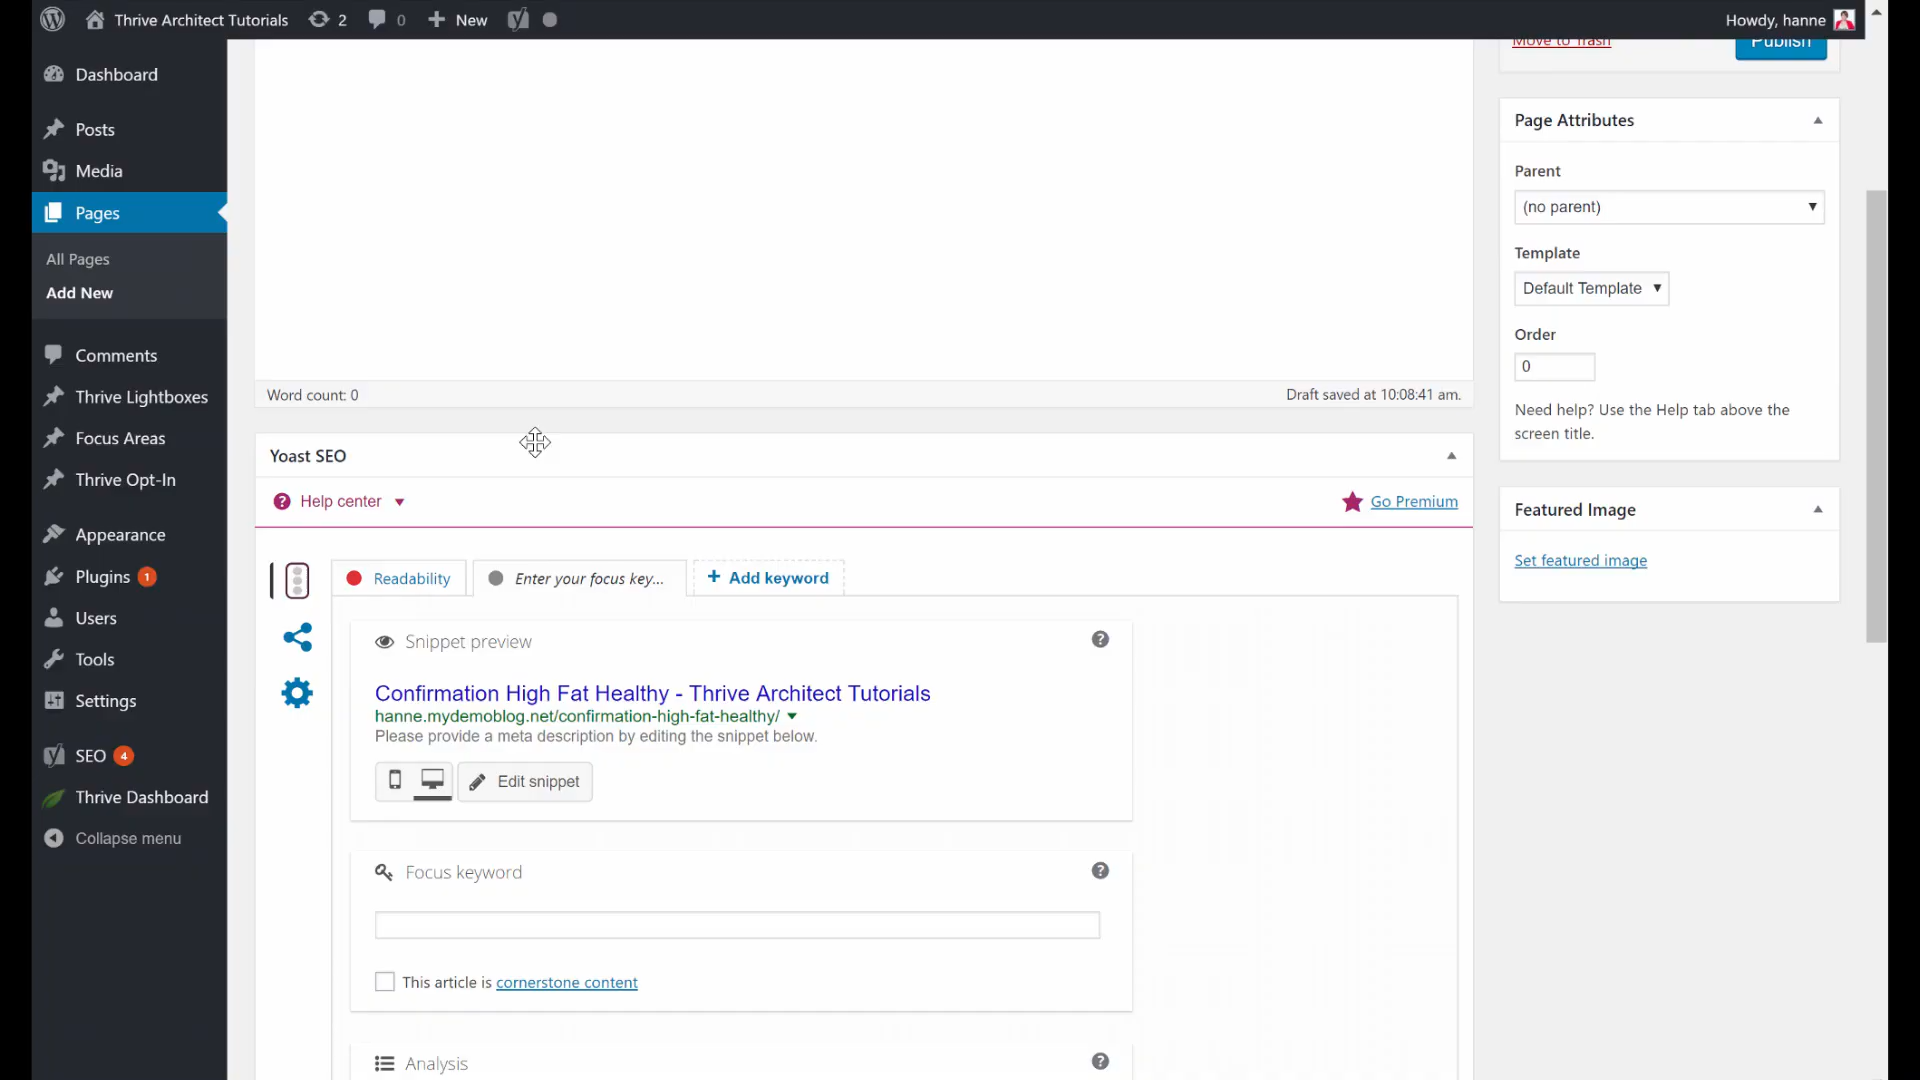 Thrive Architect Tutorials 2 0 New Howdy, hanne
Dashboard
Posts
Media
Pages
All Pages
Add New
Comments
Thrive Lightboxes
Focus Areas
Thrive Opt-In
Appearance
Plugins 1
Users
Tools
Settings
SEO 4
Thrive Dashboard
Collapse menu
Word count: 0 Draft saved at 10:08:41 am.
Yoast SEO
? Help center Go Premium
Readability Enter your focus key... + Add keyword
Snippet preview ?
Confirmation High Fat Healthy - Thrive Architect Tutorials
hanne.mydemoblog.net/confirmation-high-fat-healthy/
Please provide a meta description by editing the snippet below.
Edit snippet
Focus keyword ?
This article is cornerstone content
Analysis ?
Move to Trash Publish
Page Attributes
Parent
(no parent)
Template
Default Template
Order
0
Need help? Use the Help tab above the
screen title.
Featured Image
Set featured image